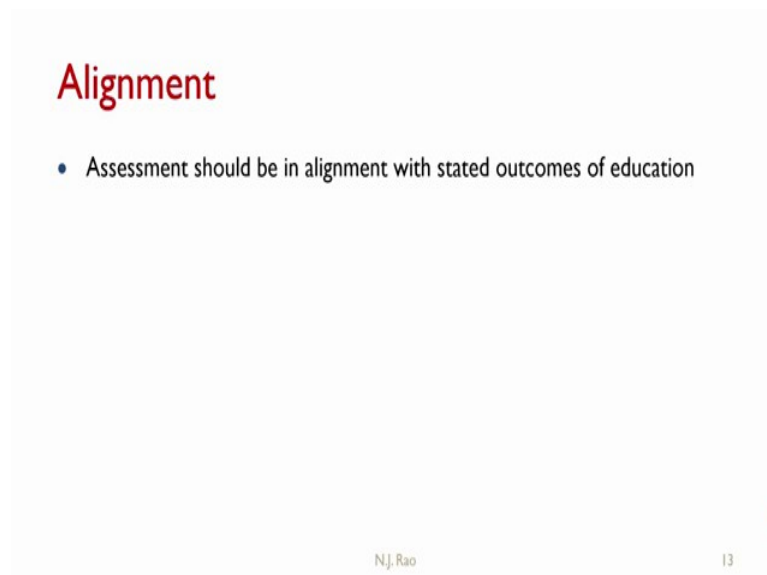 Alignment
• Assessment should be in alignment with stated outcomes of education
N.J. Rao
13